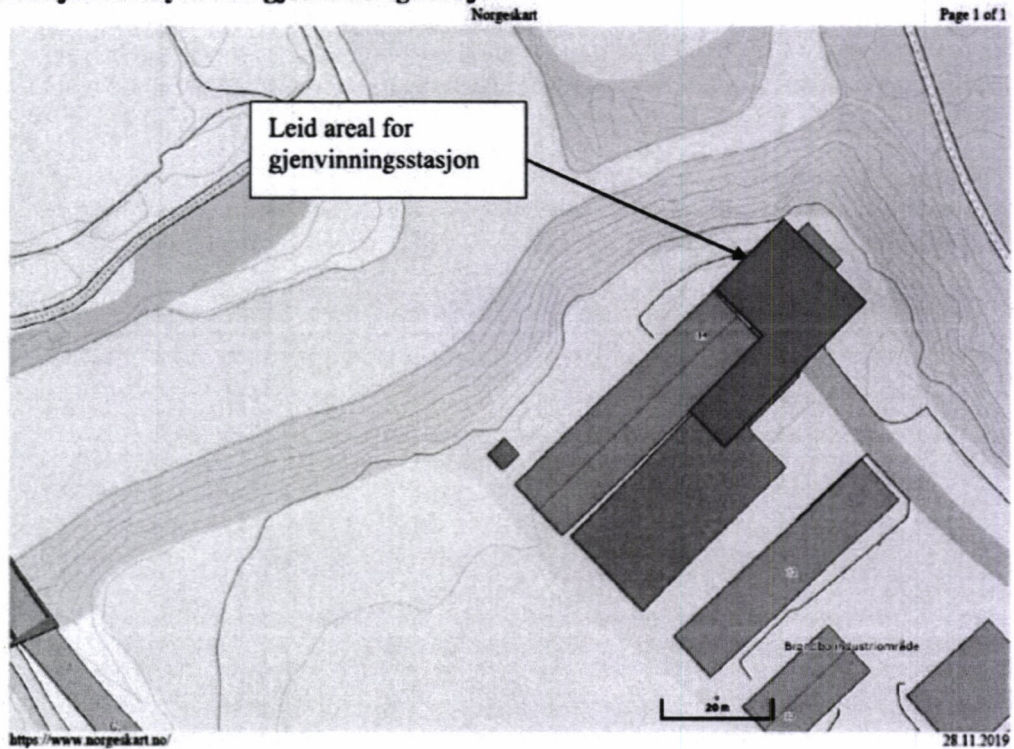 Norgeskart
Page 1 of 1
Leid areal for
gjenvinningsstasjon
20 m
https://www.norgeskart.no/
28.11.2019